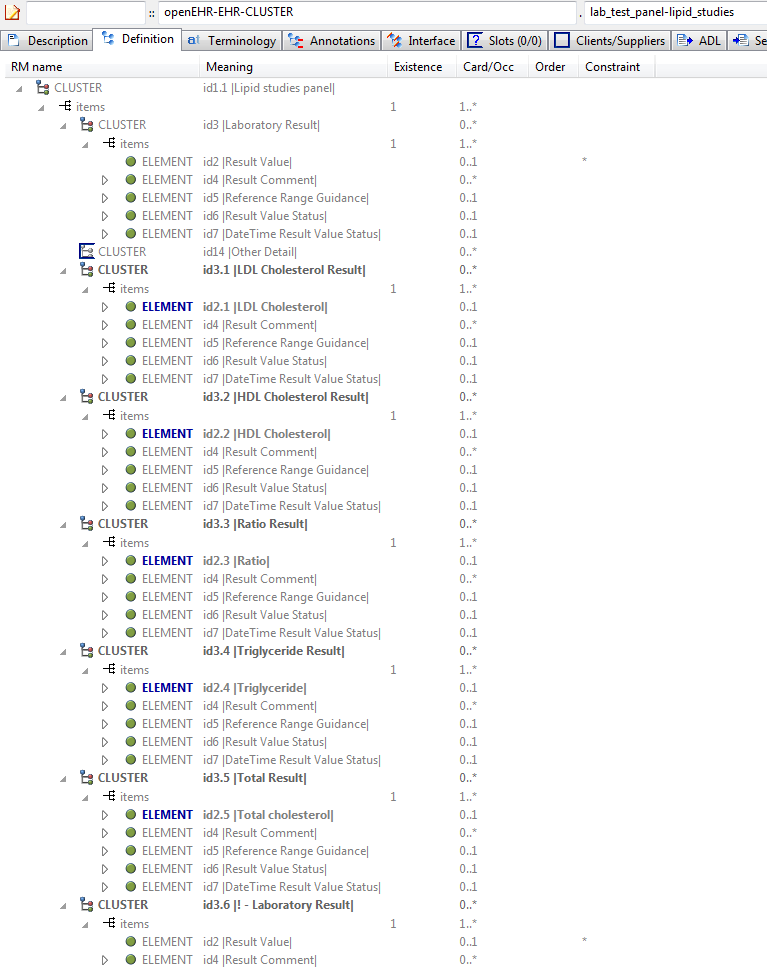 :: openEHR-EHR-CLUSTER . lab_test_panel-lipid_studies
Description Definition Terminology Annotations Interface Slots (0/0) Clients/Suppliers ADL Se
RM name Meaning Existence Card/Occ Order Constraint
CLUSTER id1.1 |Lipid studies panel|
items 1 1..*
CLUSTER id3 |Laboratory Result| 0..*
items 1 1..*
ELEMENT id2 |Result Value| 0..1 *
ELEMENT id4 |Result Comment| 0..*
ELEMENT id5 |Reference Range Guidance| 0..1
ELEMENT id6 |Result Value Status| 0..1
ELEMENT id7 |DateTime Result Value Status| 0..1
CLUSTER id14 |Other Detail| 0..*
CLUSTER id3.1 |LDL Cholesterol Result| 0..*
items 1 1..*
ELEMENT id2.1 |LDL Cholesterol| 0..1
ELEMENT id4 |Result Comment| 0..*
ELEMENT id5 |Reference Range Guidance| 0..1
ELEMENT id6 |Result Value Status| 0..1
ELEMENT id7 |DateTime Result Value Status| 0..1
CLUSTER id3.2 |HDL Cholesterol Result| 0..*
items 1 1..*
ELEMENT id2.2 |HDL Cholesterol| 0..1
ELEMENT id4 |Result Comment| 0..*
ELEMENT id5 |Reference Range Guidance| 0..1
ELEMENT id6 |Result Value Status| 0..1
ELEMENT id7 |DateTime Result Value Status| 0..1
CLUSTER id3.3 |Ratio Result| 0..*
items 1 1..*
ELEMENT id2.3 |Ratio| 0..1
ELEMENT id4 |Result Comment| 0..*
ELEMENT id5 |Reference Range Guidance| 0..1
ELEMENT id6 |Result Value Status| 0..1
ELEMENT id7 |DateTime Result Value Status| 0..1
CLUSTER id3.4 |Triglyceride Result| 0..*
items 1 1..*
ELEMENT id2.4 |Triglyceride| 0..1
ELEMENT id4 |Result Comment| 0..*
ELEMENT id5 |Reference Range Guidance| 0..1
ELEMENT id6 |Result Value Status| 0..1
ELEMENT id7 |DateTime Result Value Status| 0..1
CLUSTER id3.5 |Total Result| 0..*
items 1 1..*
ELEMENT id2.5 |Total cholesterol| 0..1
ELEMENT id4 |Result Comment| 0..*
ELEMENT id5 |Reference Range Guidance| 0..1
ELEMENT id6 |Result Value Status| 0..1
ELEMENT id7 |DateTime Result Value Status| 0..1
CLUSTER id3.6 |! - Laboratory Result| 0..*
items 1 1..*
ELEMENT id2 |Result Value| 0..1 *
ELEMENT id4 |Result Comment| 0..*